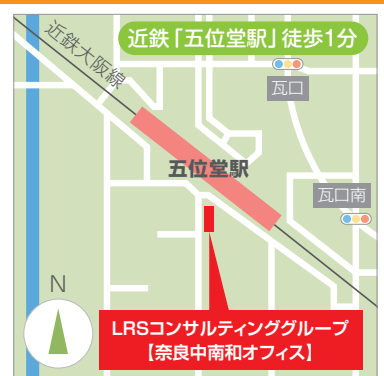 近鉄「五位堂駅」徒歩1分
近鉄大阪線
瓦口
五位堂駅
瓦口南
N
LRSコンサルティンググループ
【奈良中南和オフィス】